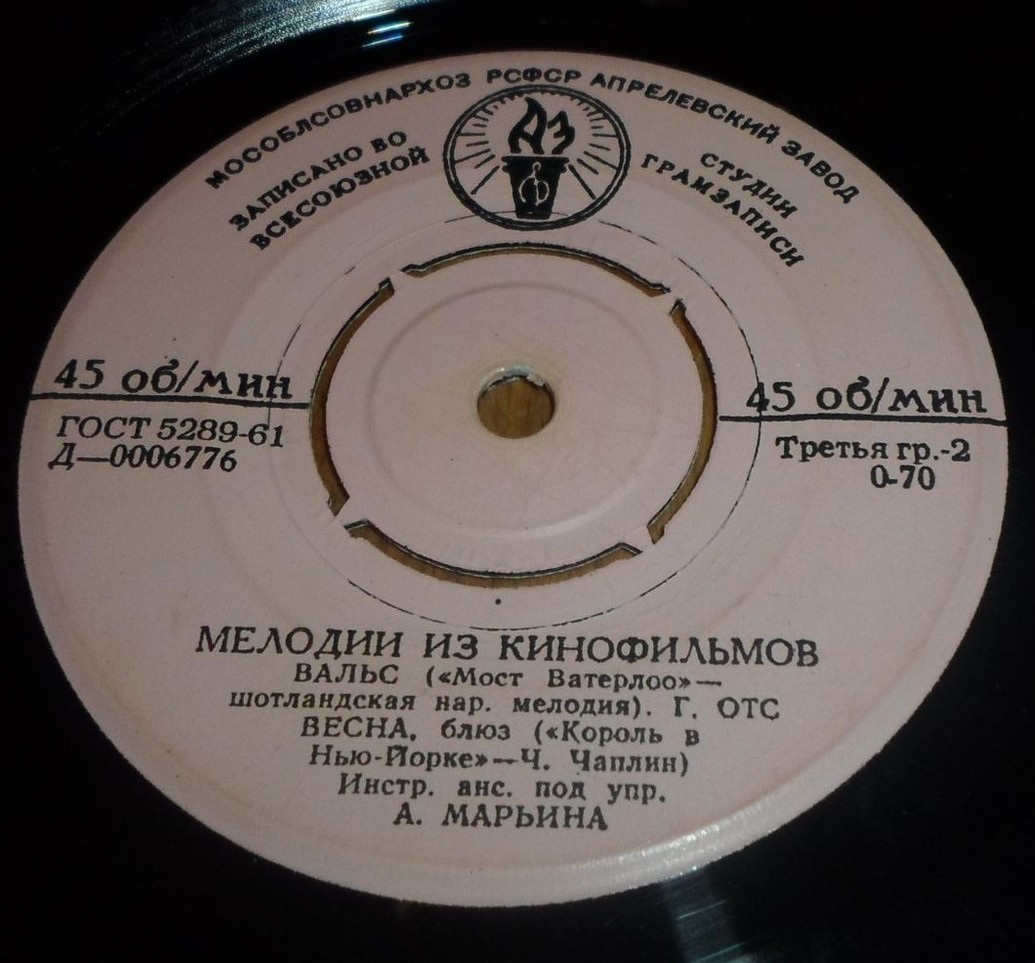 МОСОБЛСОВНАРХОЗ РСФСР АПРЕЛЕВСКИЙ ЗАВОД
ЗАПИСАНО ВО
ВСЕСОЮЗНОЙ
СТУДИИ
ГРАМЗАПИСИ
АЗ
Ф
45 об/мин
ГОСТ 5289-61
Д—0006776
45 об/мин
Третья гр.-2
0-70
МЕЛОДИИ ИЗ КИНОФИЛЬМОВ
ВАЛЬС («Мост Ватерлоо»—
шотландская нар. мелодия). Г. ОТС
ВЕСНА, блюз («Король в
Нью-Йорке»—Ч. Чаплин)
Инстр. анс. под упр.
А. МАРЬИНА